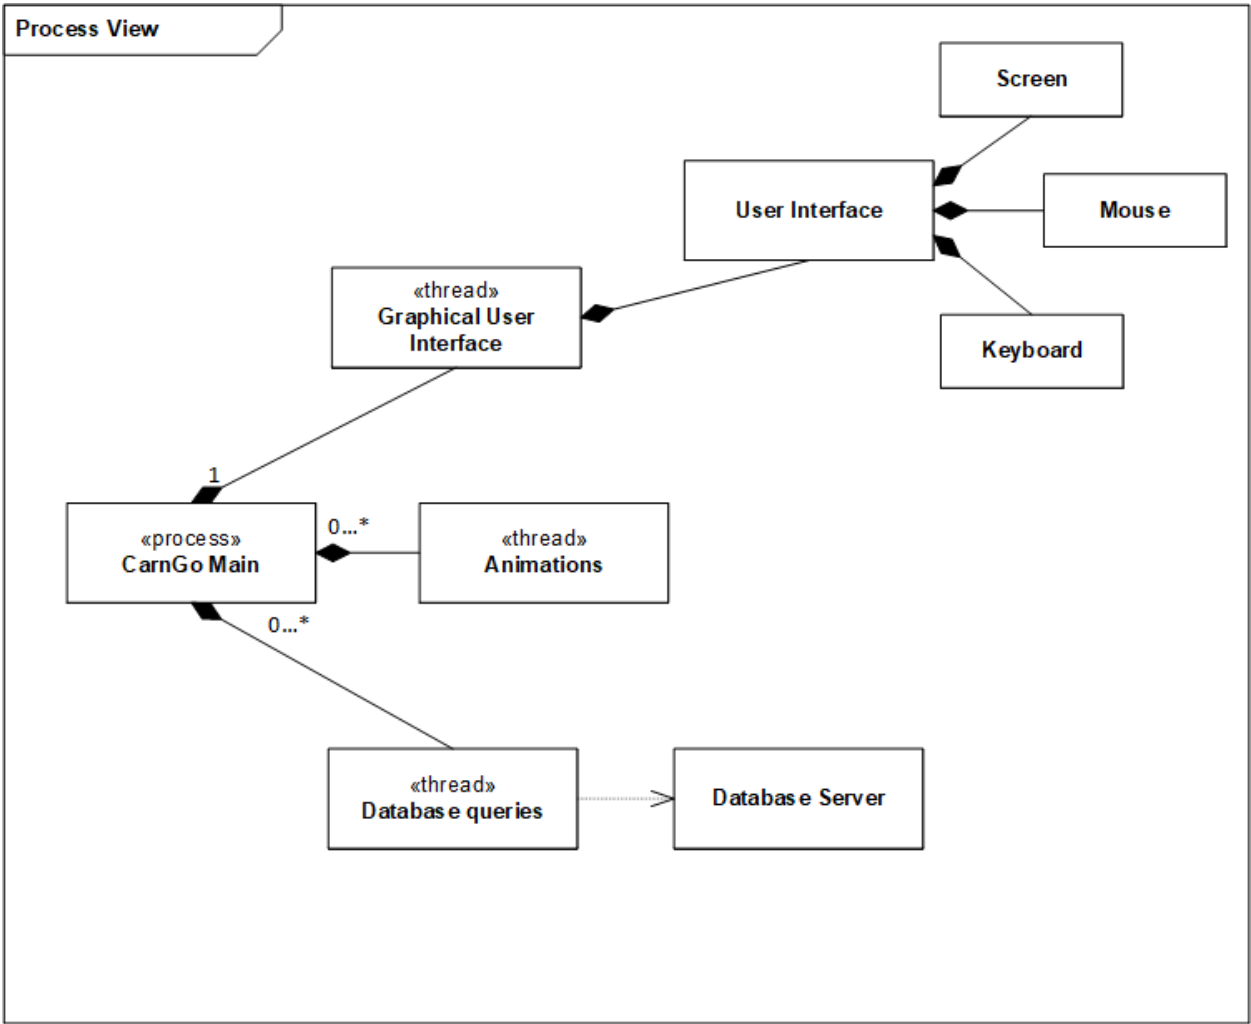 Process View
Screen
User Interface
Mouse
«thread»
Graphical User
Interface
Keyboard
1
«process»
CarnGo Main
0...*
«thread»
Animations
0...*
«thread»
Database queries
Database Server